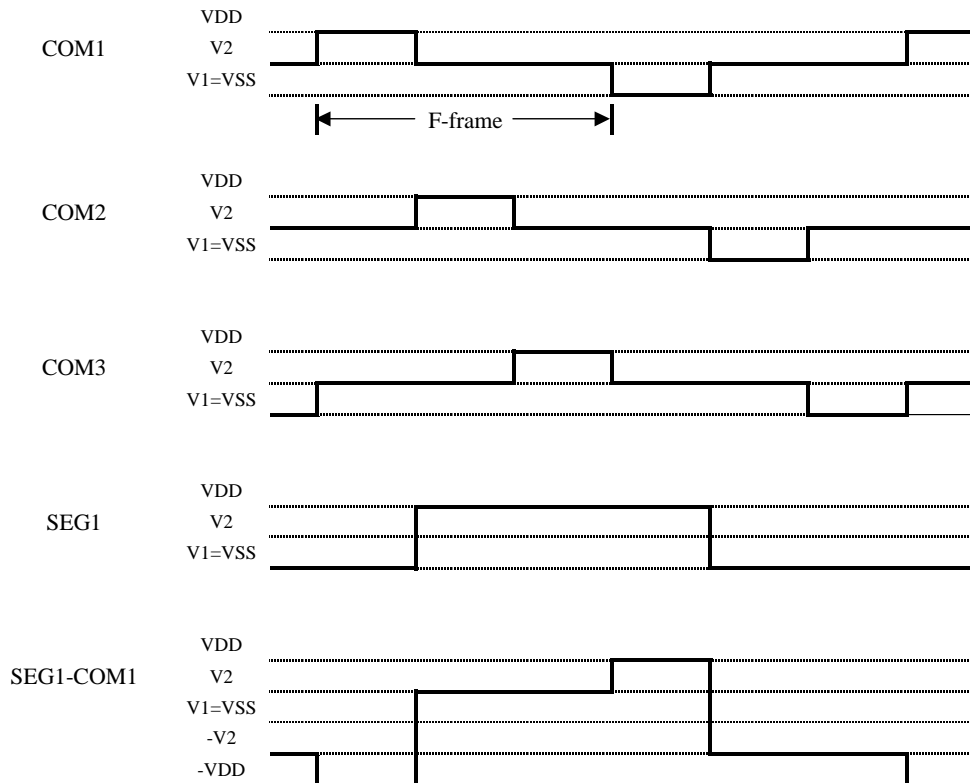 VDD
COM1
V2
V1=VSS
F-frame
VDD
COM2
V2
V1=VSS
VDD
COM3
V2
V1=VSS
VDD
SEG1
V2
V1=VSS
VDD
SEG1-COM1
V2
V1=VSS
-V2
-VDD